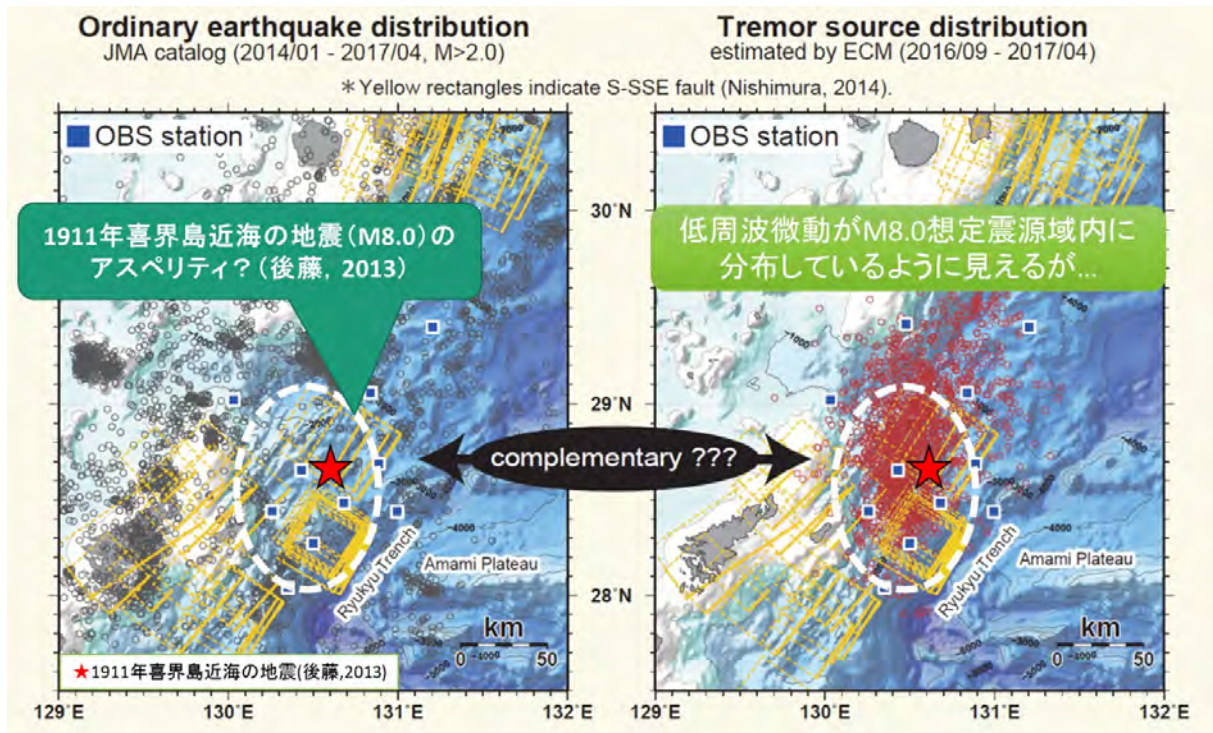 Ordinary earthquake distribution
JMA catalog (2014/01 - 2017/04, M>2.0)
Tremor source distribution
estimated by ECM (2016/09 - 2017/04)
*Yellow rectangles indicate S-SSE fault (Nishimura, 2014).
OBS station
1911年喜界島近海の地震(M8.0)の
アスペリティ?(後藤, 2013)
Ryukyu Trench
Amami Plateau
km
0 50
★1911年喜界島近海の地震(後藤,2013)
129˚E
130˚E
131˚E
132˚E
30˚N
29˚N
28˚N
complementary ???
OBS station
低周波微動がM8.0想定震源域内に
分布しているように見えるが...
Ryukyu Trench
Amami Plateau
km
0 50
129˚E
130˚E
131˚E
132˚E